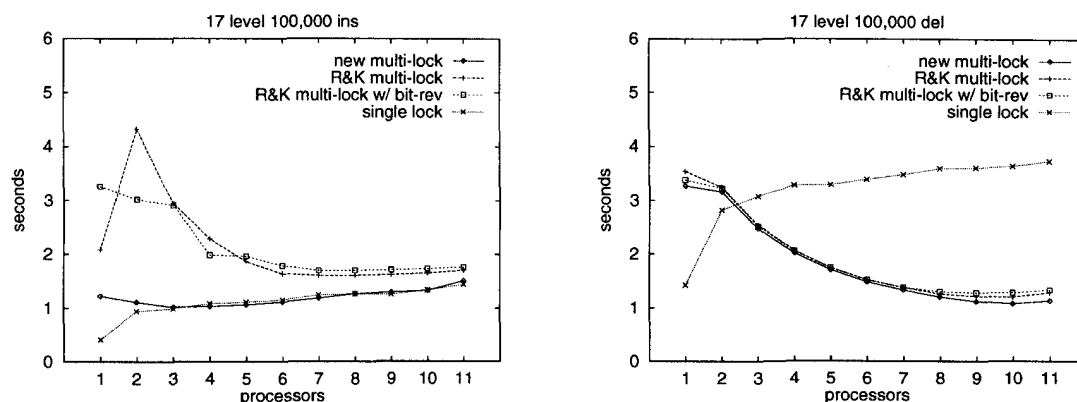 17 level 100,000 ins
6
5
4
3
2
1
0
seconds
new multi-lock
R&K multi-lock
R&K multi-lock w/ bit-rev
single lock
1 2 3 4 5 6 7 8 9 10 11
processors
17 level 100,000 del
6
5
4
3
2
1
0
seconds
new multi-lock
R&K multi-lock
R&K multi-lock w/ bit-rev
single lock
1 2 3 4 5 6 7 8 9 10 11
processors